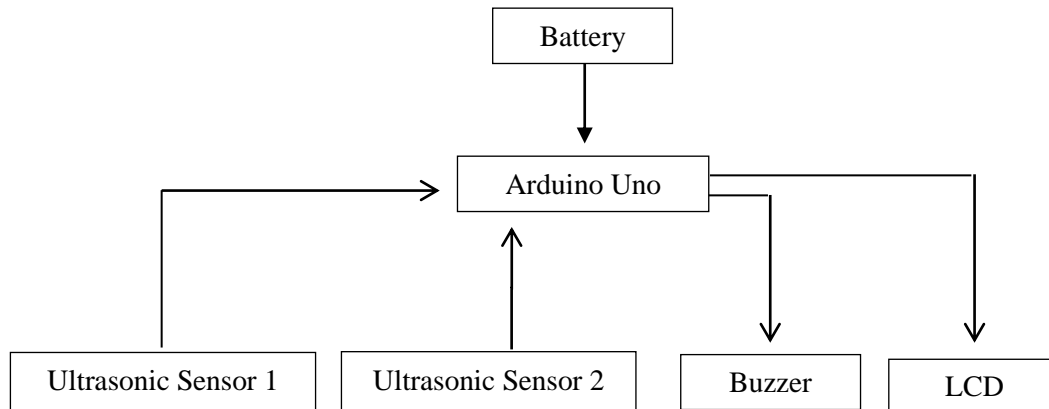 Battery
Arduino Uno
Ultrasonic Sensor 1
Ultrasonic Sensor 2
Buzzer
LCD